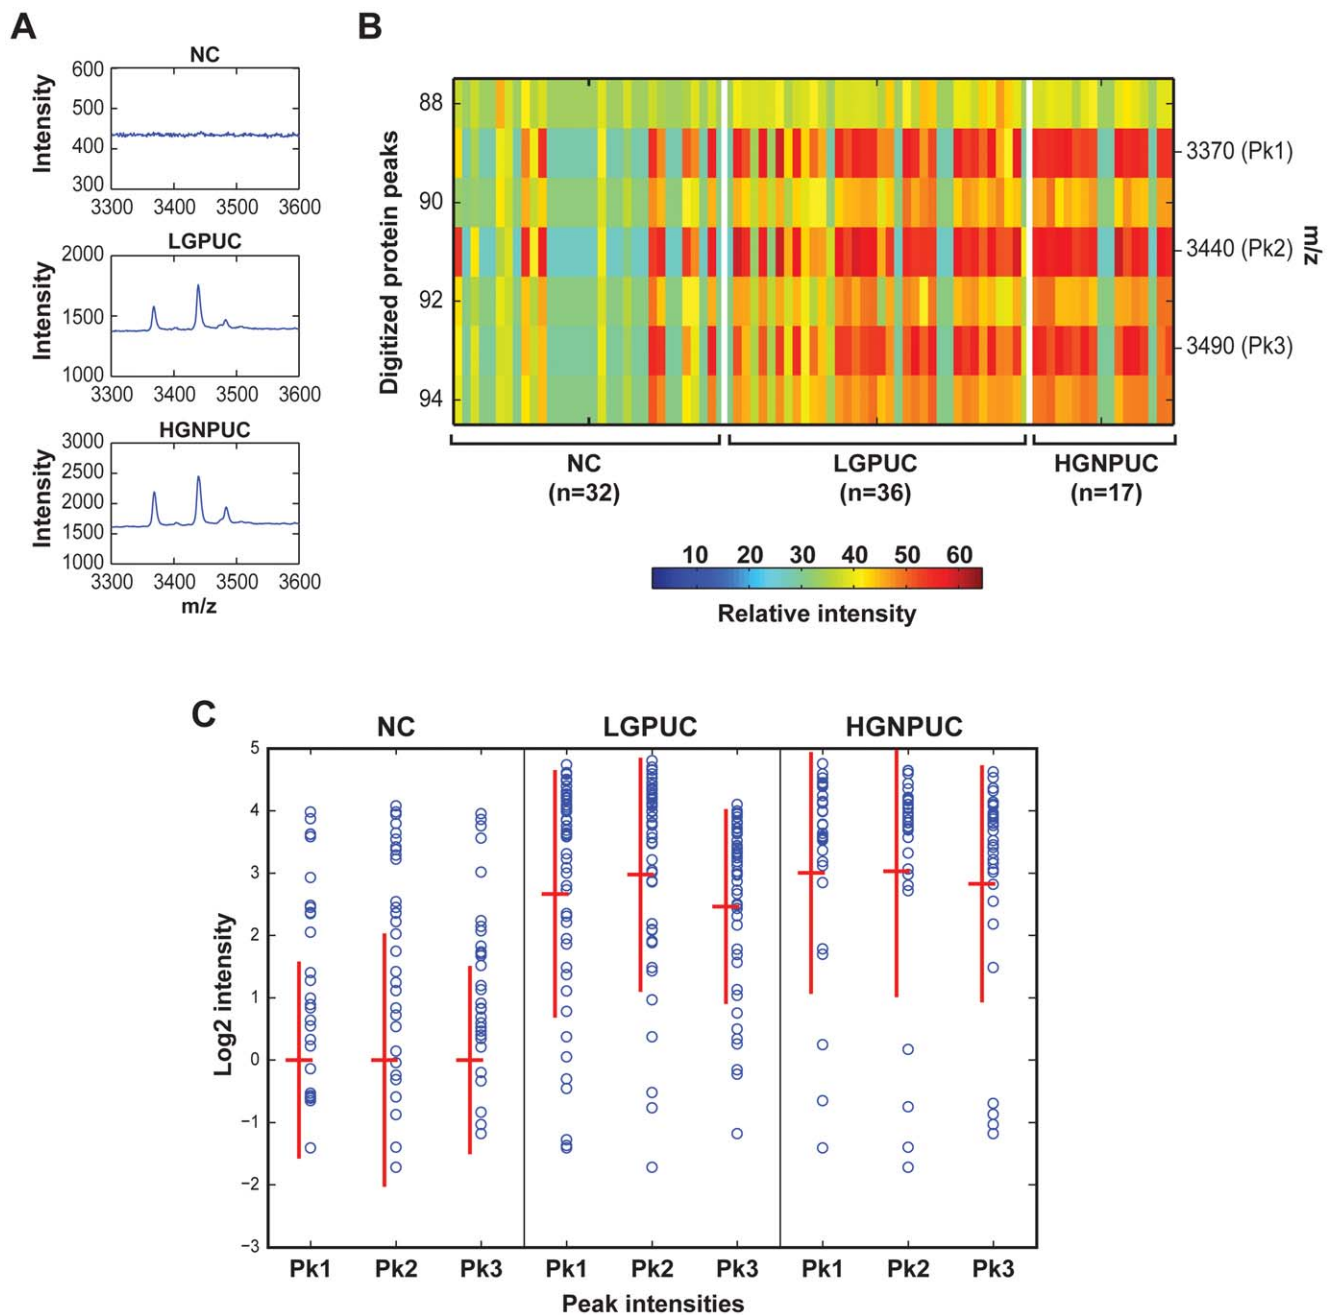 A
NC
Intensity
600
500
400
300
3300 3400 3500 3600
LGPUC
Intensity
2000
1500
1000
3300 3400 3500 3600
HGNPUC
Intensity
3000
2500
2000
1500
1000
3300 3400 3500 3600
m/z
B
Digitized protein peaks
88
90
92
94
3370 (Pk1)
3440 (Pk2)
3490 (Pk3)
m/z
NC LGPUC HGNPUC
(n=32) (n=36) (n=17)
10 20 30 40 50 60
Relative intensity
C
NC LGPUC HGNPUC
Log2 intensity
5
4
3
2
1
0
−1
−2
−3
Pk1 Pk2 Pk3 Pk1 Pk2 Pk3 Pk1 Pk2 Pk3
Peak intensities